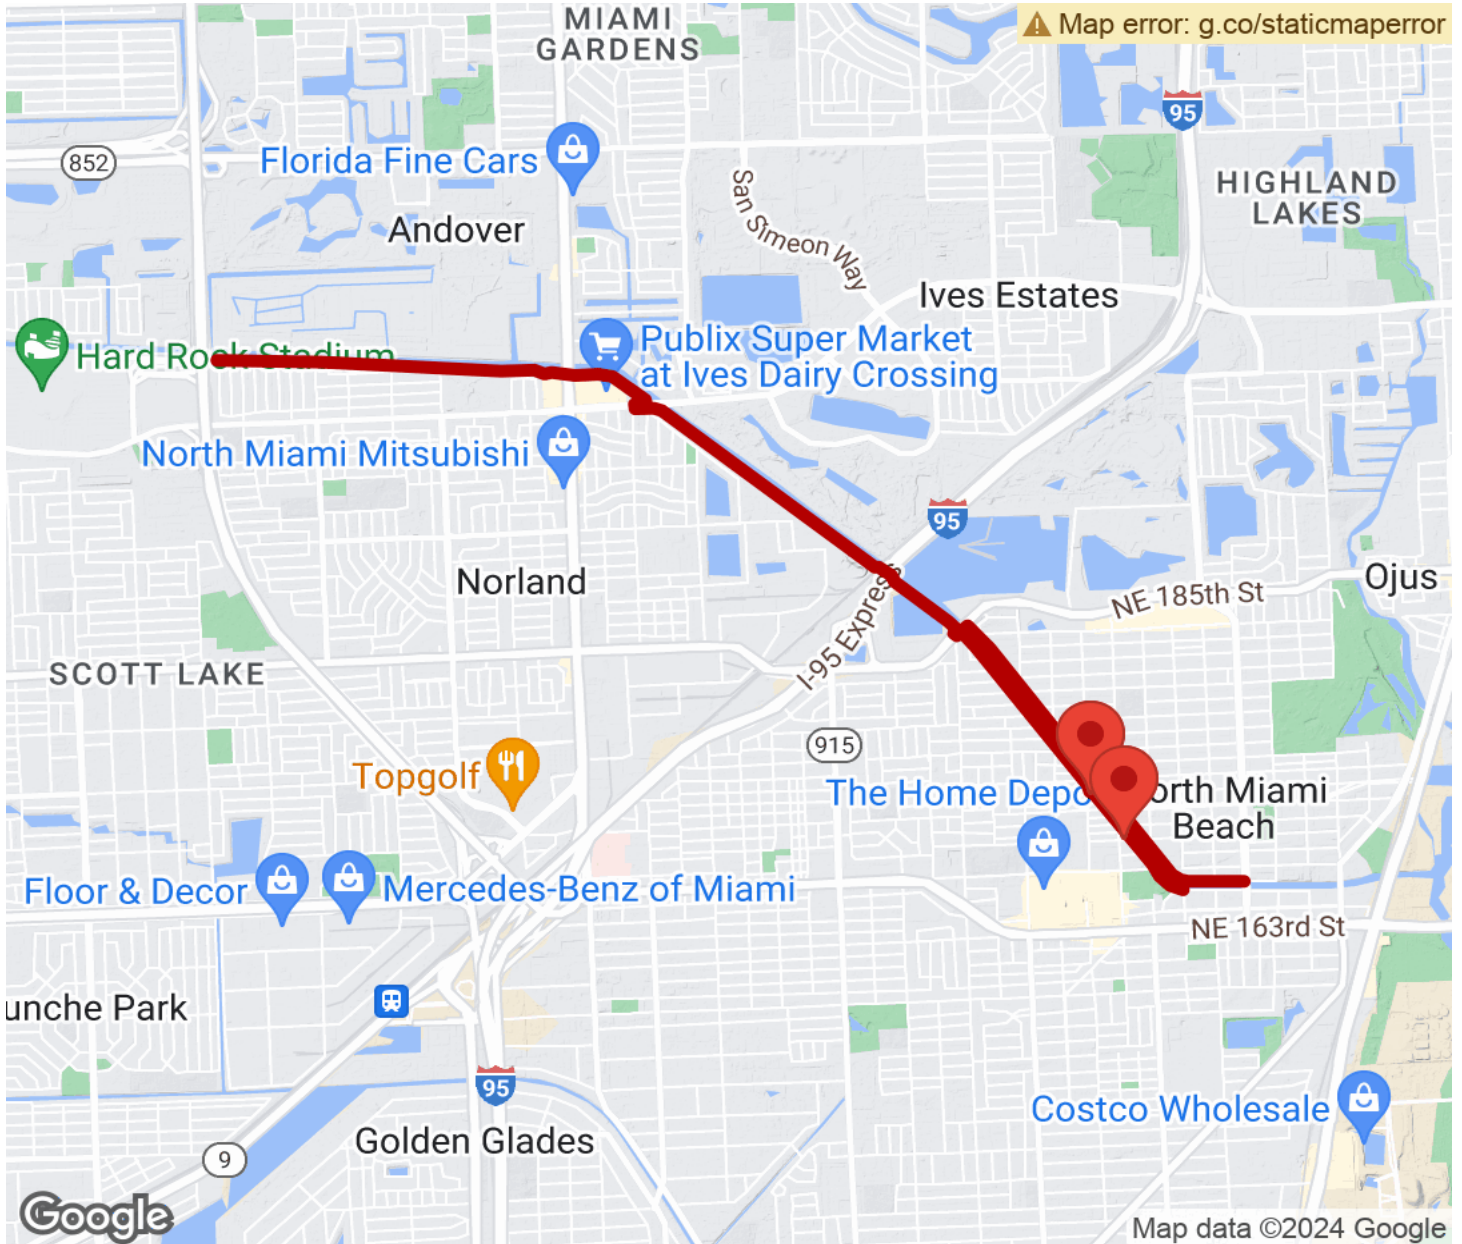 MIAMI
GARDENS
Map error: g.co/staticmaperror
95
852
Florida Fine Cars
San Simeon Way
HIGHLAND
LAKES
Andover
Ives Estates
Hard Rock Stadium
Publix Super Market
at Ives Dairy Crossing
North Miami Mitsubishi
95
Norland
I-95 Express
NE 185th St
Ojus
SCOTT LAKE
915
Topgolf
The Home Depo
orth Miami
Beach
Floor & Decor
Mercedes-Benz of Miami
NE 163rd St
unche Park
95
Costco Wholesale
Golden Glades
9
Google
Map data ©2024 Google